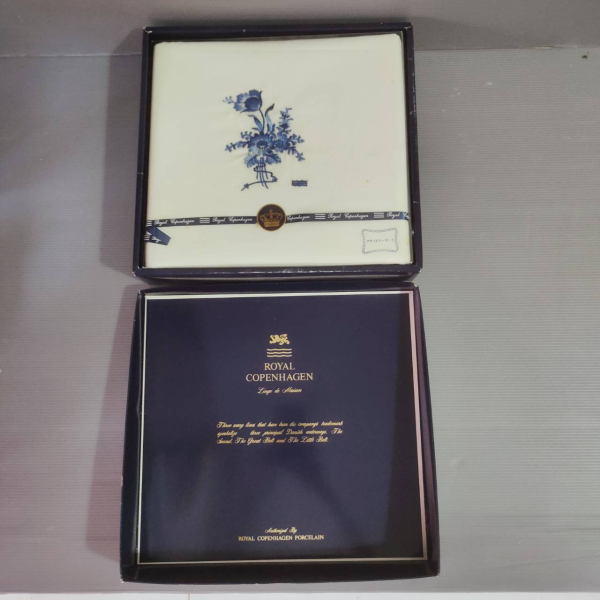 Royal Copenhagen Copenhagen Royal Copenhagen Royal
ROYAL
COPENHAGEN
Linge de Maison
Three wavy lines that have been the company's trademark
symbolize three principal Danish waterways, The
Sound, The Great Belt and The Little Belt.
Authorized By
ROYAL COPENHAGEN PORCELAIN